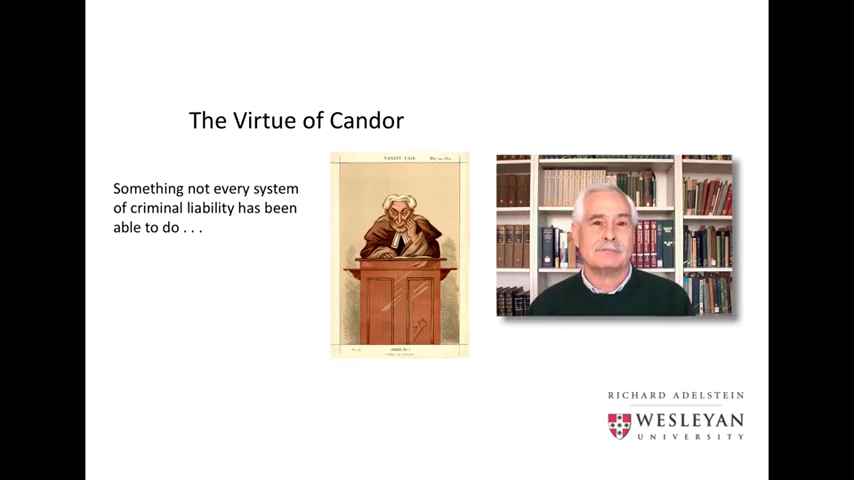 The Virtue of Candor
Something not every system
of criminal liability has been
able to do . . .
VANITY FAIR
RICHARD ADELSTEIN
WESLEYAN
UNIVERSITY